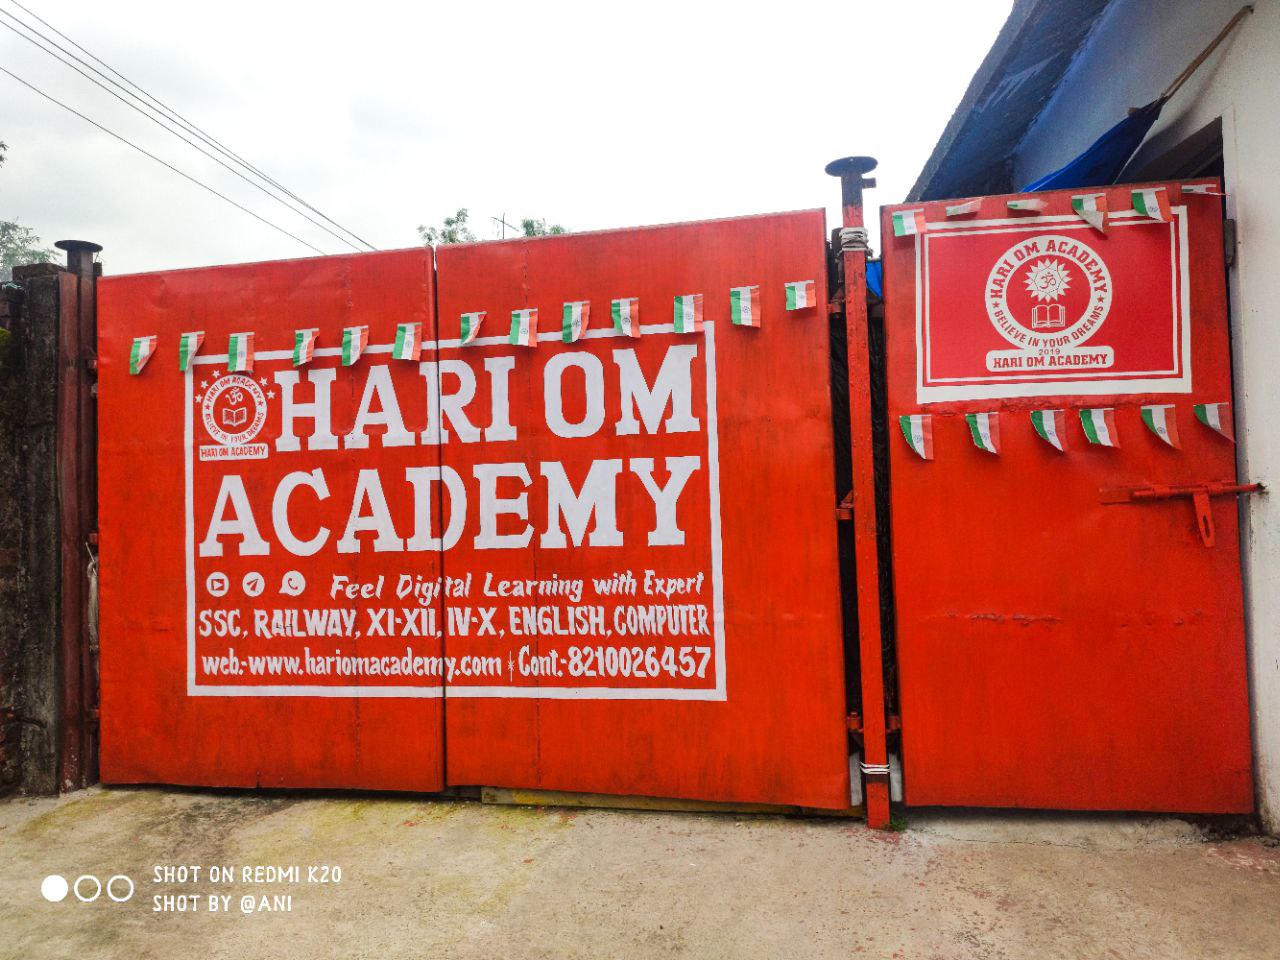 HARI OM ACADEMY
BELIEVE IN YOUR DREAMS
HARI OM ACADEMY
HARI OM
ACADEMY
Feel Digital Learning with Expert
SSC, RAILWAY, XI-XII, IV-X, ENGLISH, COMPUTER
web-www.hariomacademy.com * Cont.-8210026457
HARI OM ACADEMY
ॐ
BELIEVE IN YOUR DREAMS
2019
HARI OM ACADEMY
SHOT ON REDMI K20
SHOT BY @ANI